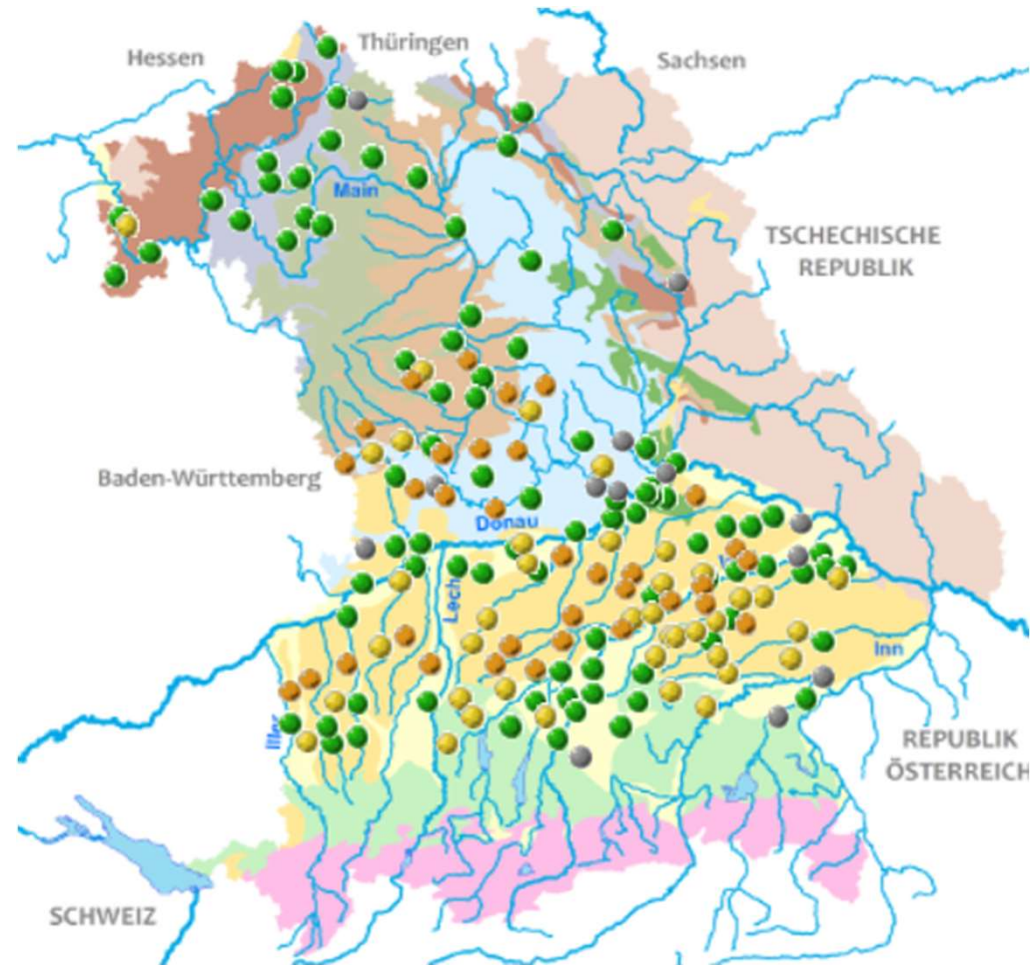 Thüringen
Hessen
Sachsen
Main
TSCHECHISCHE
REPUBLIK
Baden-Württemberg
Donau
Lech
Inn
Iller
REPUBLIK
ÖSTERREICH
SCHWEIZ